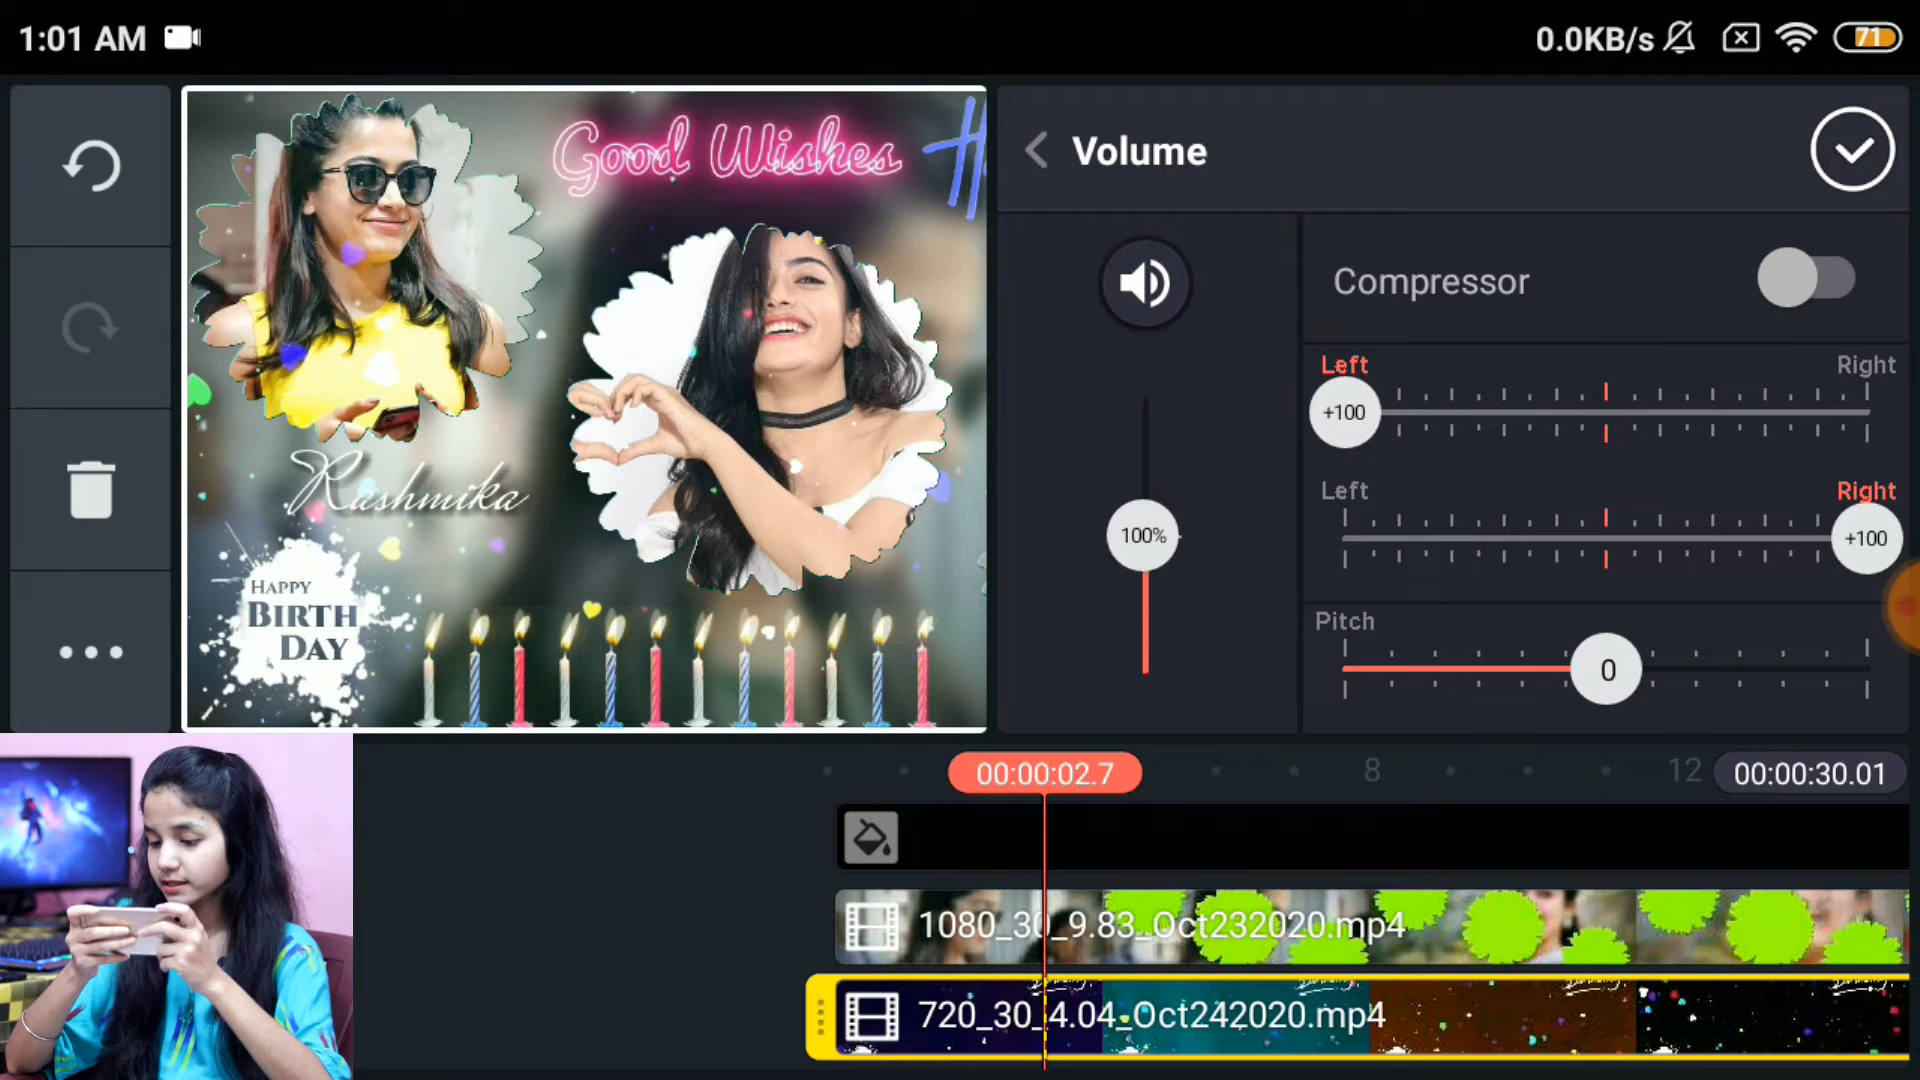 1:01 AM
0.0KB/s
71
Good Wishes
H
Rashmika
HAPPY
BIRTH
DAY
Volume
Compressor
Left
Right
+100
Left
Right
+100
100%
Pitch
0
00:00:02.7
8
12
00:00:30.01
1080_30_9.83_Oct232020.mp4
720_30_4.04_Oct242020.mp4